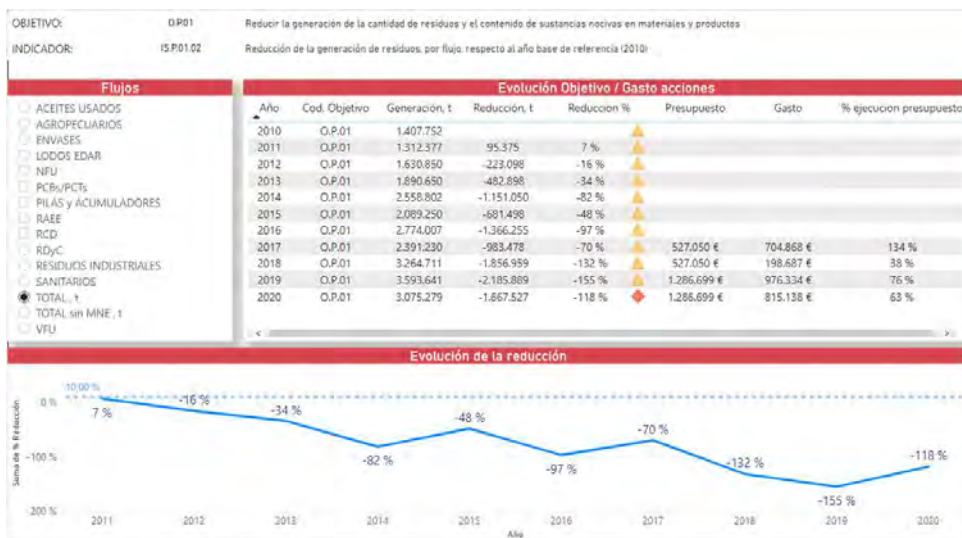 OBJETIVO: O.P.01 Reducir la generación de la cantidad de residuos y el contenido de sustancias nocivas en materiales y productos
INDICADOR: IS.P.01.02 Reducción de la generación de residuos, por flujo, respecto al año base de referencia (2010)
Flujos
ACEITES USADOS
AGROPECUARIOS
ENVASES
LODOS EDAR
NFU
PCBs/PCTs
PILAS y ACUMULADORES
RAEE
RCD
RDyC
RESIDUOS INDUSTRIALES
SANITARIOS
TOTAL, t
TOTAL sin MNE, t
VFU
Evolución Objetivo / Gasto acciones
Año Cod. Objetivo Generación, t Reducción, t Reduccion % Presupuesto Gasto % ejecucion presupuesto
2010 O.P.01 1.407.752
2011 O.P.01 1.312.377 95.375 7 %
2012 O.P.01 1.630.850 -223.098 -16 %
2013 O.P.01 1.890.650 -482.898 -34 %
2014 O.P.01 2.558.802 -1.151.050 -82 %
2015 O.P.01 2.089.250 -681.498 -48 %
2016 O.P.01 2.774.007 -1.366.255 -97 %
2017 O.P.01 2.391.230 -983.478 -70 % 527.050 € 704.868 € 134 %
2018 O.P.01 3.264.711 -1.856.959 -132 % 527.050 € 198.687 € 38 %
2019 O.P.01 3.593.641 -2.185.889 -155 % 1.286.699 € 976.334 € 76 %
2020 O.P.01 3.075.279 -1.667.527 -118 % 1.286.699 € 815.138 € 63 %
Evolución de la reducción
Suma de % Reducción
10,00 %
0 %
-100 %
200 %
7 %
-16 %
-34 %
-82 %
-48 %
-97 %
-70 %
-132 %
-155 %
-118 %
2011 2012 2013 2014 2015 2016 2017 2018 2019 2020
Año